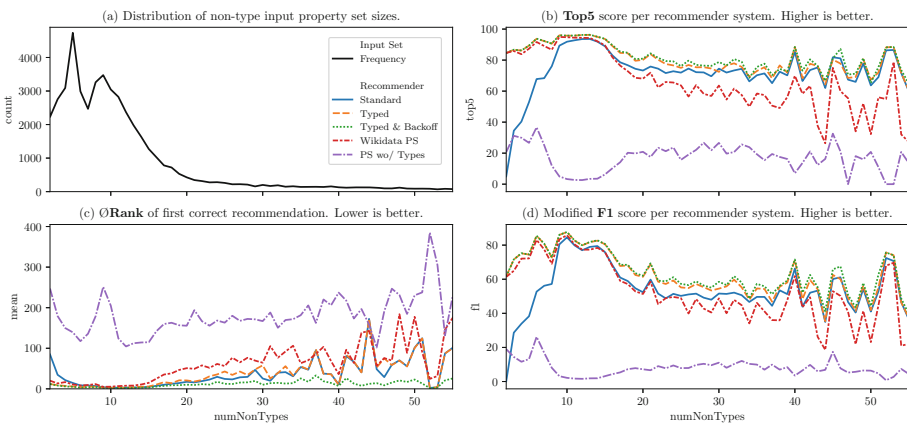 (a) Distribution of non-type input property set sizes.
4000
3000
2000
1000
0
count
Input Set
Frequency
Recommender
Standard
Typed
Typed & Backoff
Wikidata PS
PS wo/ Types
(b) Top5 score per recommender system. Higher is better.
100
80
60
40
20
0
top5
(c) ØRank of first correct recommendation. Lower is better.
400
300
200
100
0
mean
10
20
30
40
50
numNonTypes
(d) Modified F1 score per recommender system. Higher is better.
80
60
40
20
0
f1
10
20
30
40
50
numNonTypes